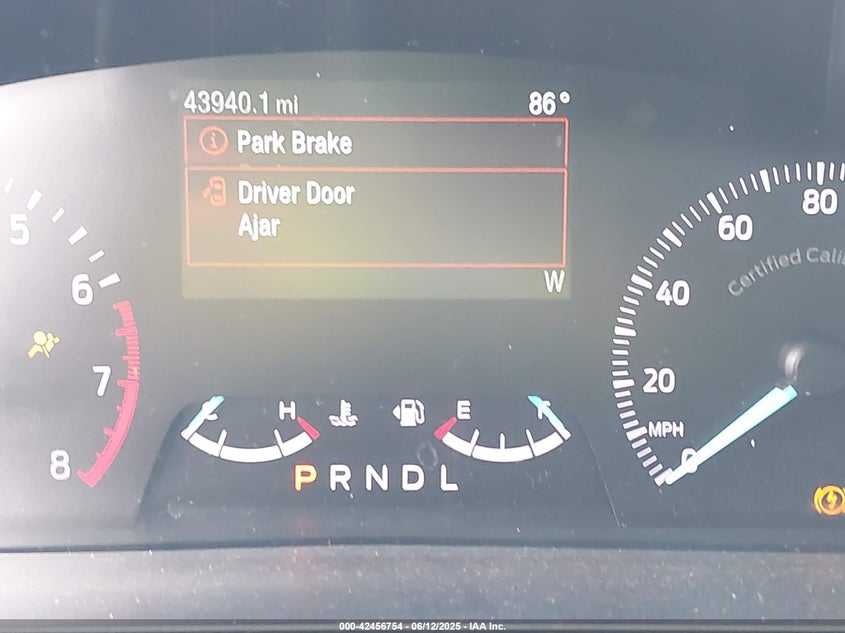 43940.1 mi 86°
Park Brake
Driver Door
Ajar
W
5
6
7
8
C H E F
P R N D L
80
60
40
20
0
MPH
Certified Cali
000-42456754 - 06/12/2025 - IAA Inc.